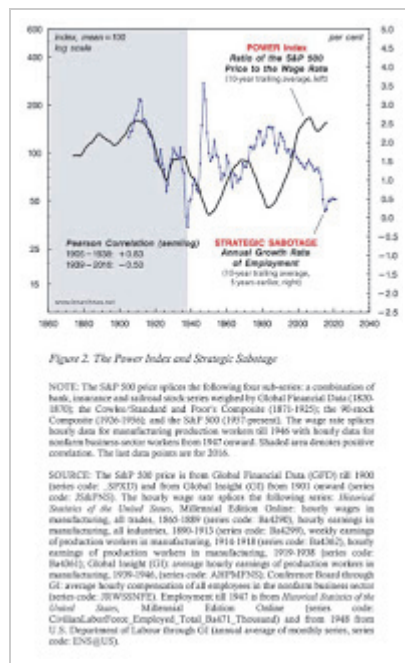 600
Index, mean = 100
log scale
per cent
5.0
4.5
400
POWER Index
Ratio of the S&P 500
Price to the Wage Rate
(10-year trailing average, left)
4.0
3.5
200
3.0
2.5
100
2.0
1.5
1.0
50
0.5
0.0
Pearson Correlation (semilog)
1905 – 1938: + 0.83
1939 – 2016: – 0.53
STRATEGIC SABOTAGE
Annual Growth Rate
of Employment
(10-year trailing average,
-0.5
25
-1.0
-1.5
15
-2.0
-2.5
1860 1880 1900 1920 1940 1960 1980 2000 2020 2040
Figure 2. The Power Index and Strategic Sabotage
NOTE: The S&P 500 price splices the following four sub-series: a combination of
bank, insurance and railroad stock series weighed by Global Financial Data (1820-
1870); the Cowles/Standard and Poor's Composite (1871-1925); the 90-stock
Composite (1926-1956); and the S&P 500 (1957-present). The wage rate splices
hourly data for manufacturing production workers till 1946 with hourly data for
nonfarm business-sector workers from 1947 onward. Shaded area denotes positive
correlation. The last data points are for 2016.
SOURCE: The S&P 500 price is from Global Financial Data (GFD) till 1900
(series code: _SPXD) and from Global Insight (GI) from 1901 onward (series
code: JS&PNS). The hourly wage rate splices the following series: Historical
Statistics of the United States, Millennial Edition Online: hourly wages in
manufacturing, all trades, 1865-1889 (series code: Ba4290), hourly earnings in
manufacturing, all industries, 1890-1913 (series code: Ba4299), weekly earnings
of production workers in manufacturing, 1914-1918 (series code: Ba4362), hourly
earnings of production workers in manufacturing, 1919-1938 (series code:
Ba4361); Global Insight (GI): average hourly earnings of production workers in
manufacturing, 1939-1946, (series code: AHPMFNS); Conference Board through
GI: average hourly compensation of all employees in the nonfarm business sector
(series code: JRWSSNFE). Employment till 1947 is from Historical Statistics of the
United States, Millennial Edition Online (series code:
CivilianLaborForce_Employed_Total_Ba471_Thousand) and from 1948 from
U.S. Department of Labour through GI (annual average of monthly series, series
code: ENS@US).